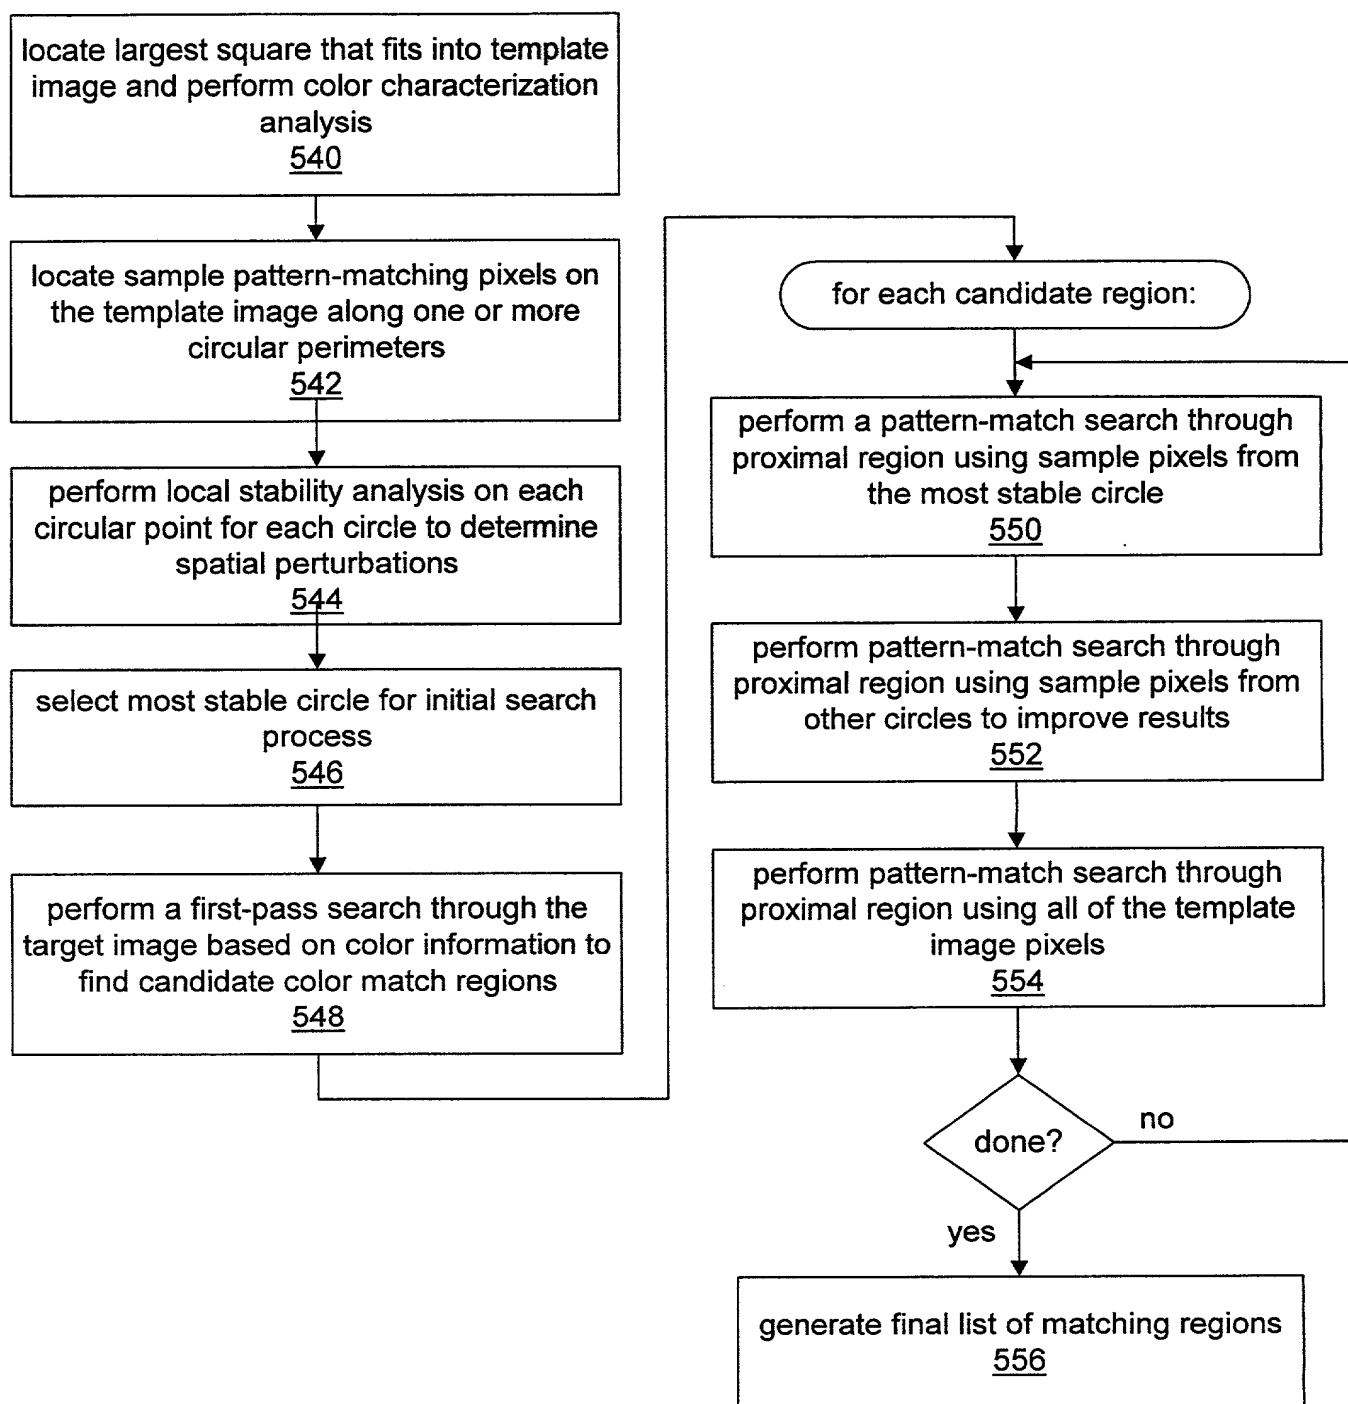 locate largest square that fits into template
image and perform color characterization
analysis
540
locate sample pattern-matching pixels on
the template image along one or more
circular perimeters
542
perform local stability analysis on each
circular point for each circle to determine
spatial perturbations
544
select most stable circle for initial search
process
546
perform a first-pass search through the
target image based on color information to
find candidate color match regions
548
for each candidate region:
perform a pattern-match search through
proximal region using sample pixels from
the most stable circle
550
perform pattern-match search through
proximal region using sample pixels from
other circles to improve results
552
perform pattern-match search through
proximal region using all of the template
image pixels
554
done?
no
yes
generate final list of matching regions
556